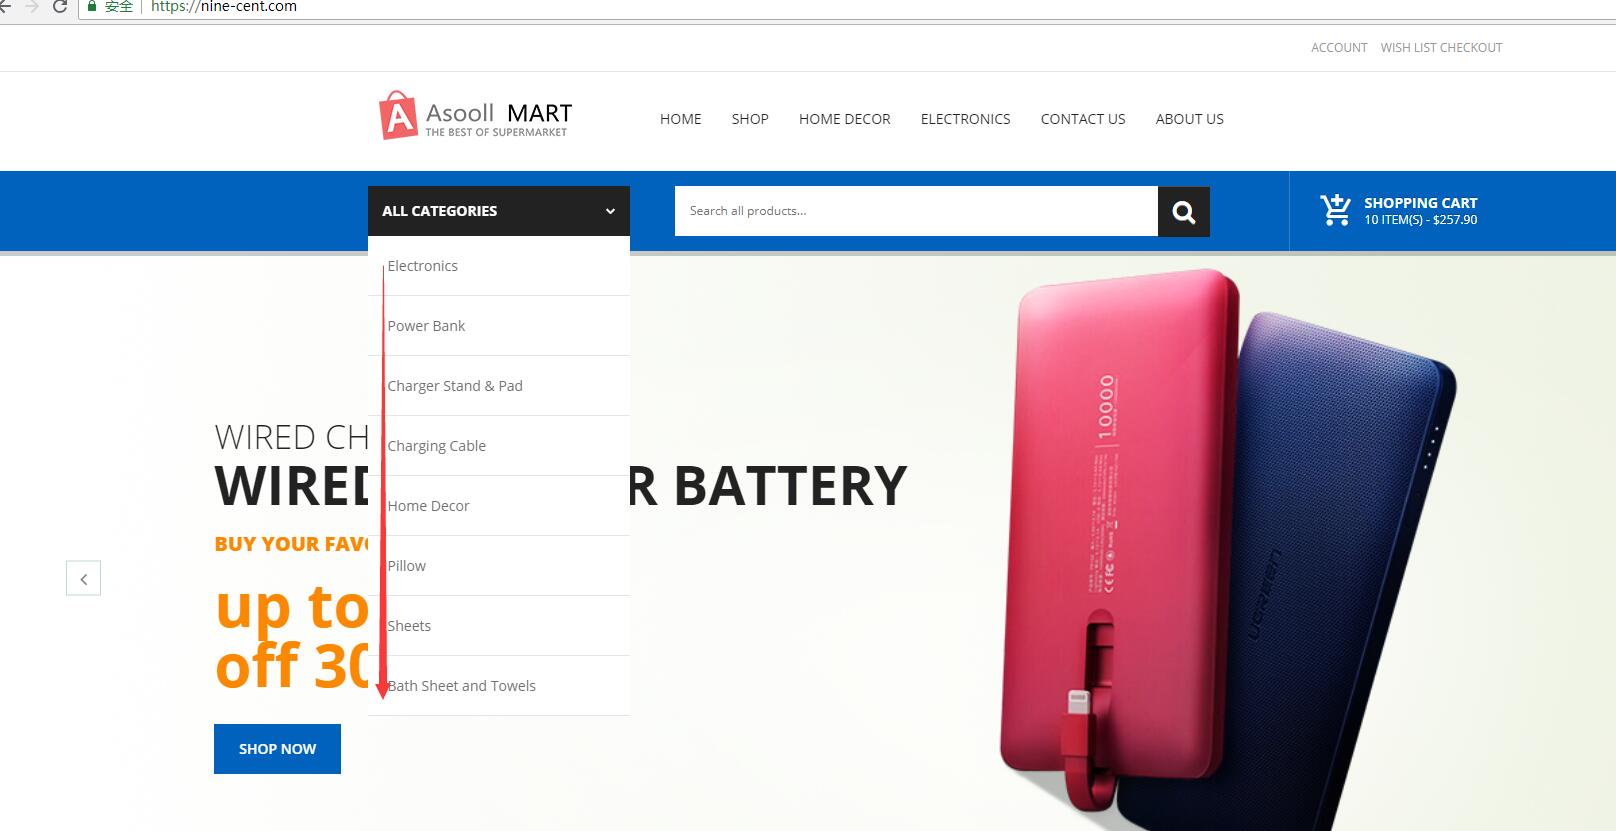 安全 | https://nine-cent.com
ACCOUNT WISH LIST CHECKOUT
A Asooll MART
THE BEST OF SUPERMARKET
HOME SHOP HOME DECOR ELECTRONICS CONTACT US ABOUT US
ALL CATEGORIES
Search all products...
SHOPPING CART
10 ITEM(S) - $257.90
Electronics
Power Bank
Charger Stand & Pad
Charging Cable
Home Decor
Pillow
Sheets
Bath Sheet and Towels
WIRED CH
WIRED R BATTERY
BUY YOUR FAV
up to
off 30
SHOP NOW
10000
UGREEN